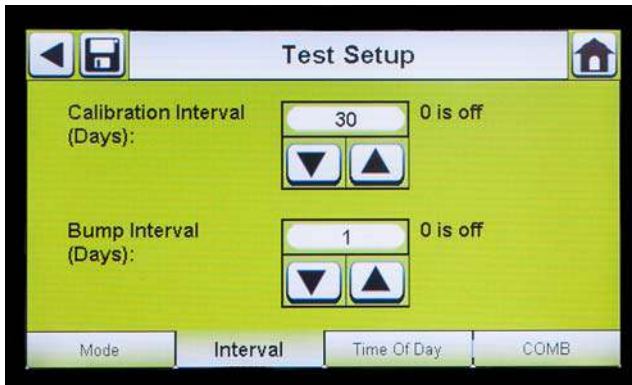 Test Setup
Calibration Interval
(Days):
30
0 is off
Bump Interval
(Days):
1
0 is off
Mode
Interval
Time Of Day
COMB